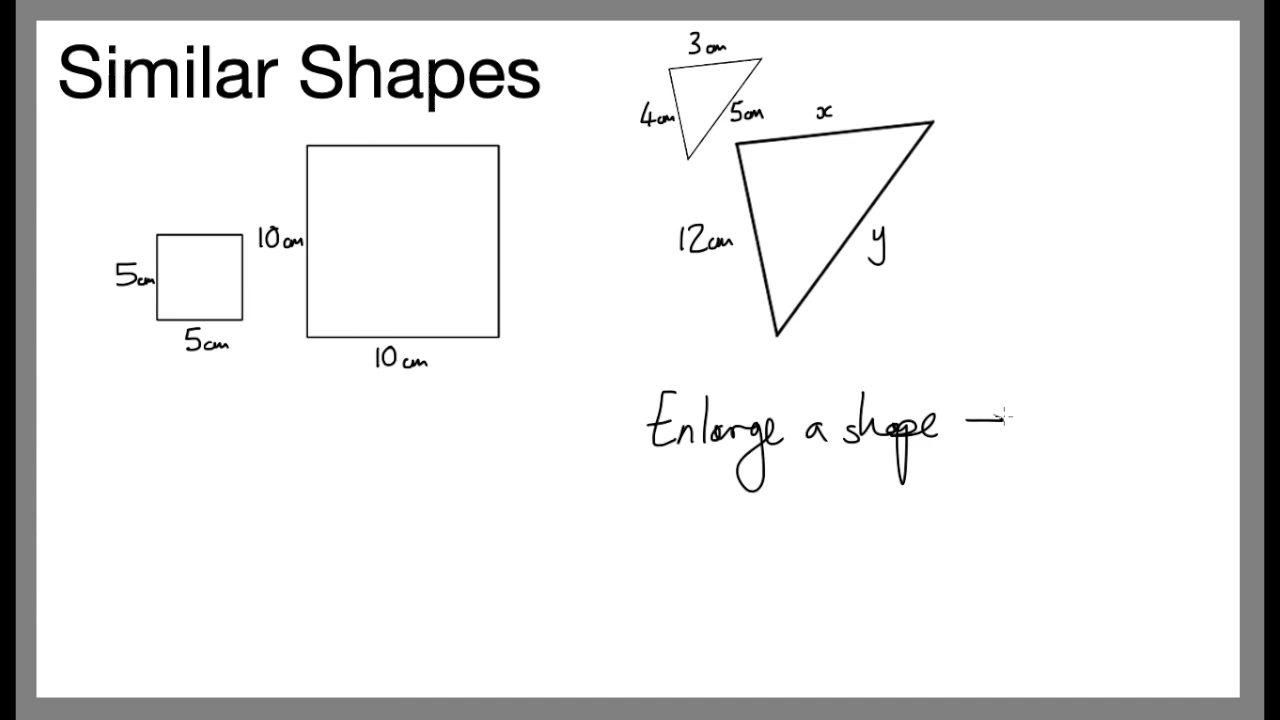 Similar Shapes
3cm
4cm
5cm
x
12cm
y
5cm
5cm
10cm
10cm
Enlarge a shape —